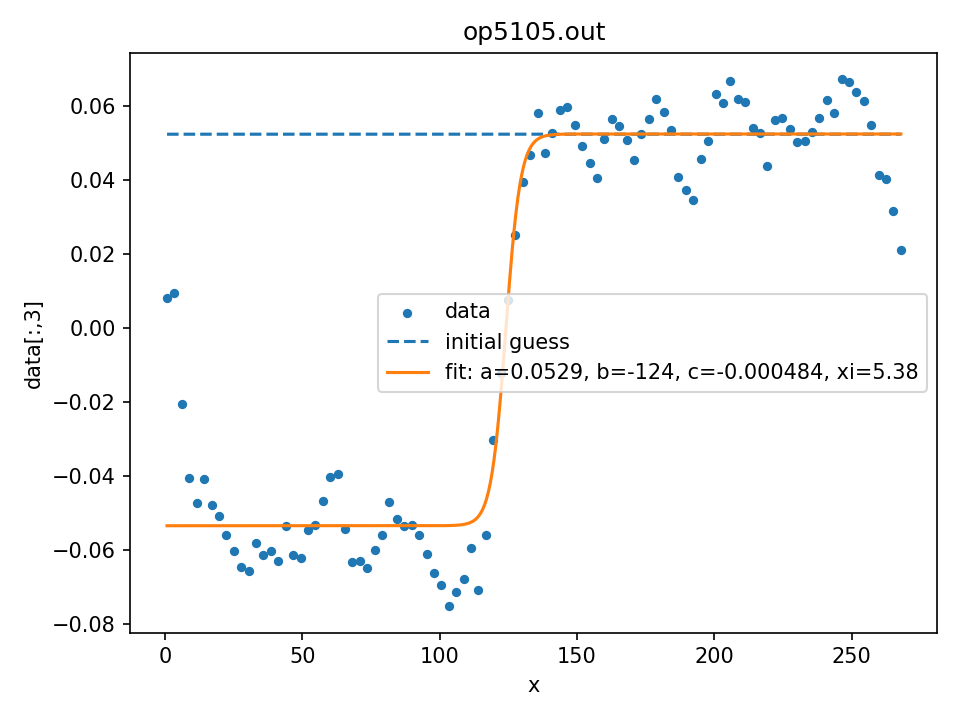 op5105.out
0.06
0.04
0.02
0.00
−0.02
−0.04
−0.06
−0.08
data[:,3]
data
initial guess
fit: a=0.0529, b=-124, c=-0.000484, xi=5.38
0 50 100 150 200 250
x